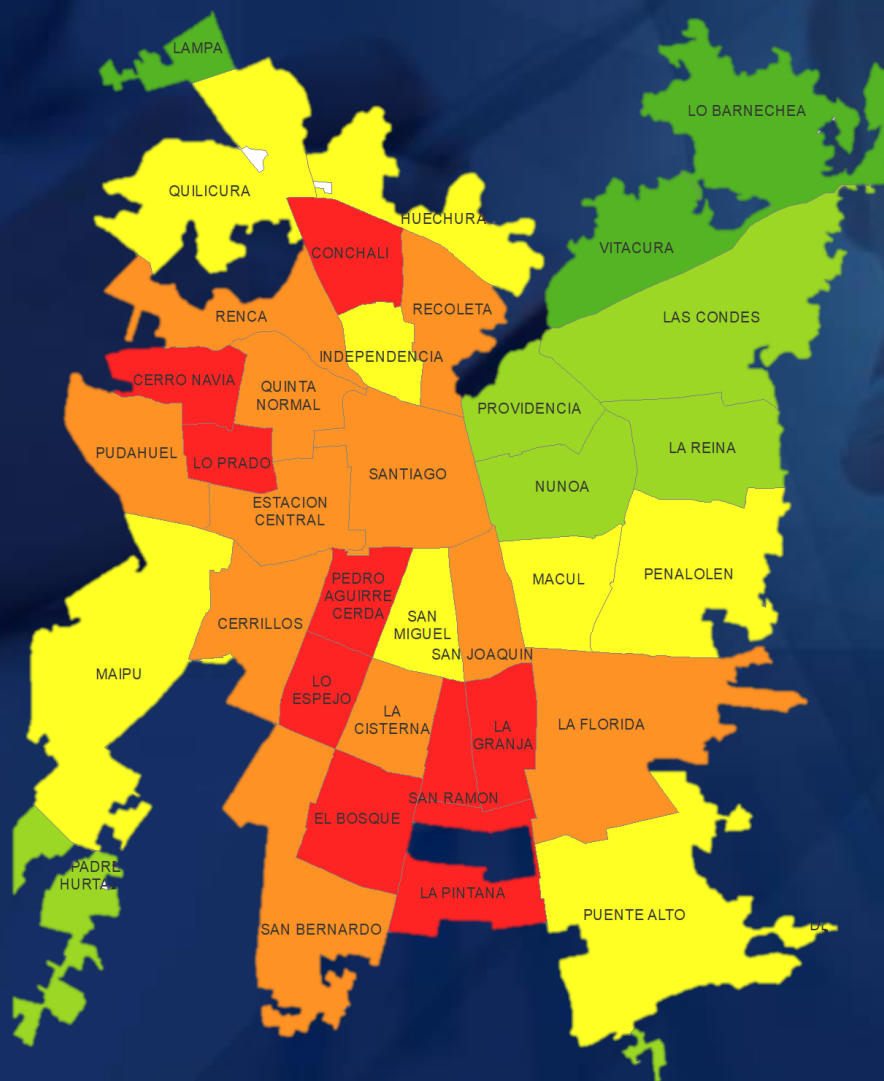 LAMPA
LO BARNECHEA
QUILICURA
HUECHURA
VITACURA
CONCHALI
RECOLETA
RENCA
LAS CONDES
INDEPENDENCIA
CERRO NAVIA
QUINTA
NORMAL
PROVIDENCIA
PUDAHUEL
LO PRADO
LA REINA
SANTIAGO
NUNOA
ESTACION
CENTRAL
PEDRO
AGUIRRE
CERDA
MACUL
PENALOLEN
CERRILLOS
SAN
MIGUEL
SAN JOAQUIN
MAIPU
LO
ESPEJO
LA
CISTERNA
LA
GRANJA
LA FLORIDA
SAN RAMON
EL BOSQUE
PADRE
HURTA
LA PINTANA
PUENTE ALTO
SAN BERNARDO